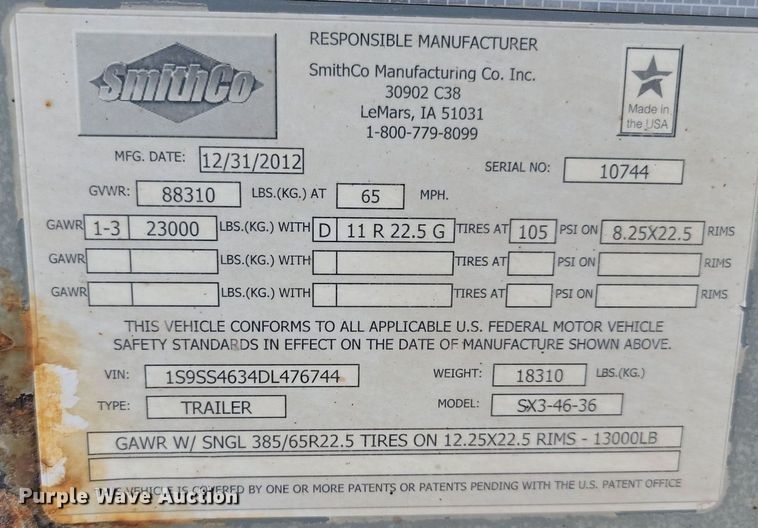 SmithCo
RESPONSIBLE MANUFACTURER
SmithCo Manufacturing Co. Inc.
30902 C38
LeMars, IA 51031
1-800-779-8099
Made in
the USA
MFG. DATE: 12/31/2012 SERIAL NO: 10744
GVWR: 88310 LBS.(KG.) AT 65 MPH.
GAWR 1-3 23000 LBS.(KG.) WITH D 11 R 22.5 G TIRES AT 105 PSI ON 8.25X22.5 RIMS
GAWR LBS.(KG.) WITH TIRES AT PSI ON RIMS
GAWR LBS.(KG.) WITH TIRES AT PSI ON RIMS
THIS VEHICLE CONFORMS TO ALL APPLICABLE U.S. FEDERAL MOTOR VEHICLE
SAFETY STANDARDS IN EFFECT ON THE DATE OF MANUFACTURE SHOWN ABOVE.
VIN: 1S9SS4634DL476744 WEIGHT: 18310 LBS.(KG.)
TYPE: TRAILER MODEL: SX3-46-36
GAWR W/ SNGL 385/65R22.5 TIRES ON 12.25X22.5 RIMS - 13000LB
THIS VEHICLE IS COVERED BY ONE OR MORE PATENTS OR PATENTS PENDING IN THE U.S. PATENT OFFICE
Purple Wave Auction